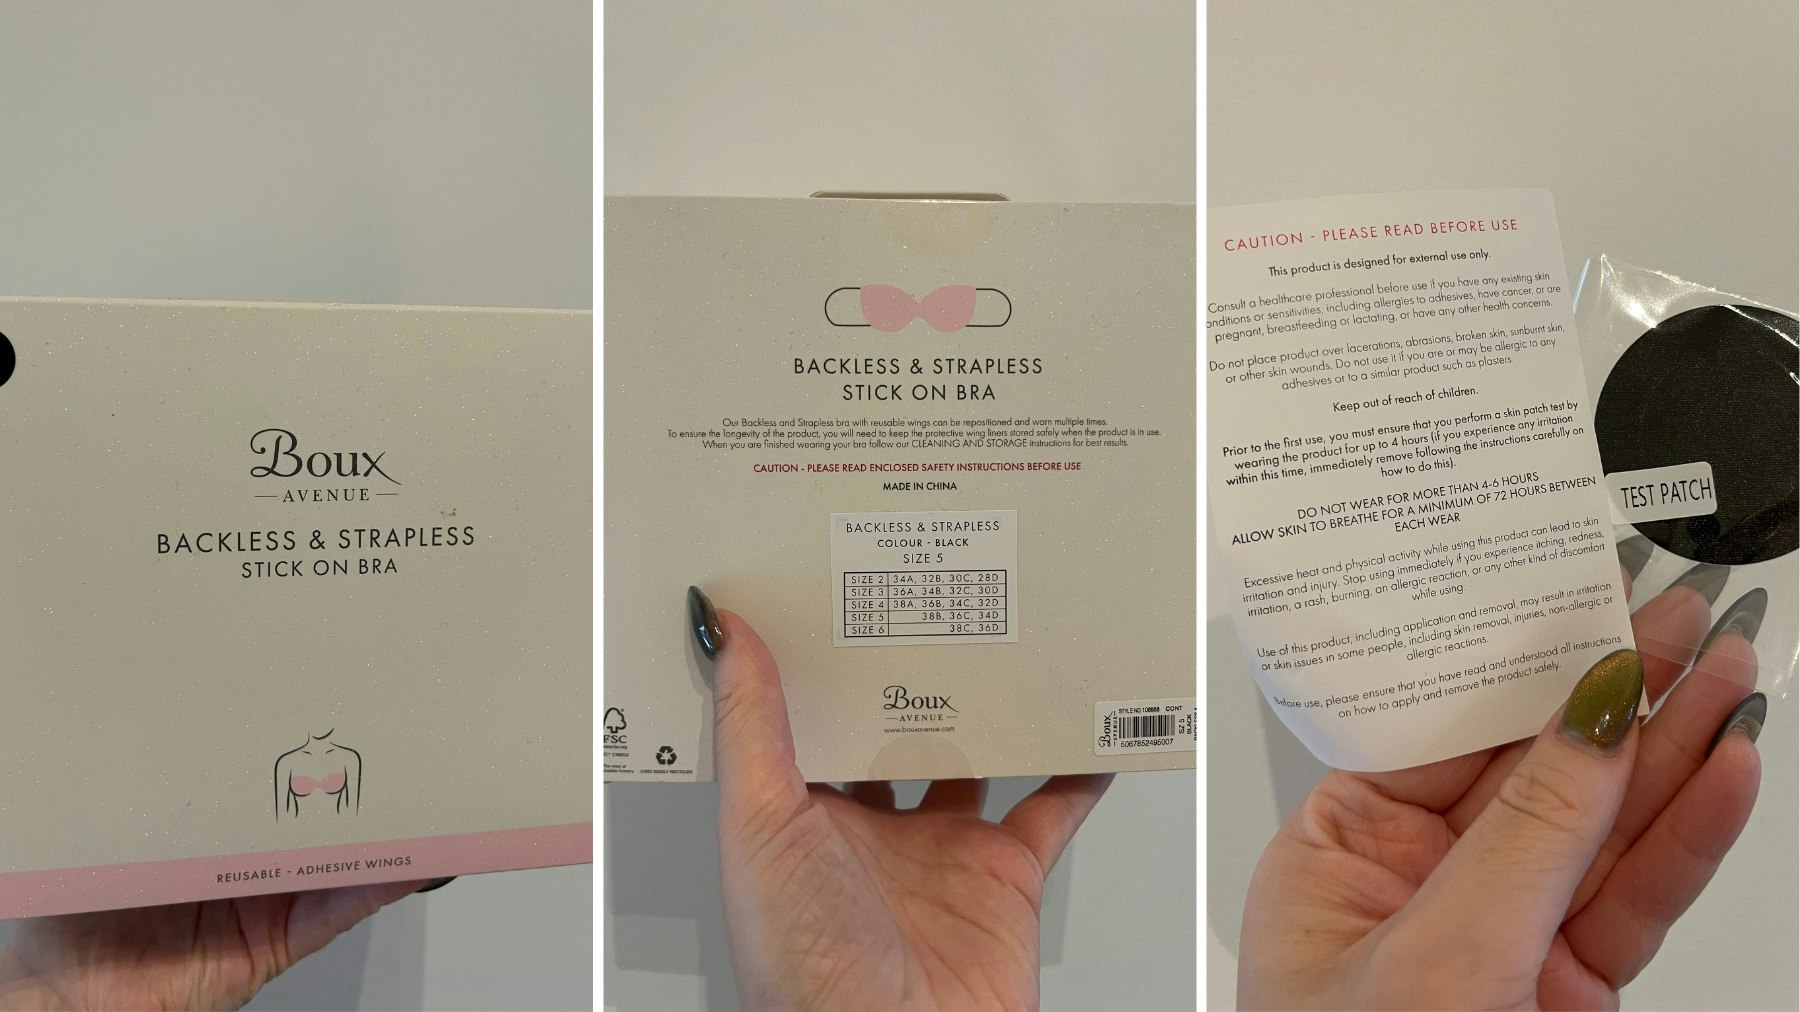 Boux
AVENUE
BACKLESS & STRAPLESS
STICK ON BRA
REUSABLE - ADHESIVE WINGS
BACKLESS & STRAPLESS
STICK ON BRA
Our Backless and Strapless bra with reusable wings can be repositioned and worn multiple times.
To ensure the longevity of the product, you will need to keep the protective wing liners stored safely when the product is in use.
When you are finished wearing your bra follow our CLEANING AND STORAGE instructions for best results.
CAUTION - PLEASE READ ENCLOSED SAFETY INSTRUCTIONS BEFORE USE
MADE IN CHINA
BACKLESS & STRAPLESS
COLOUR - BLACK
SIZE 5
SIZE 2 34A, 32B, 30C, 28D
SIZE 3 36A, 34B, 32C, 30D
SIZE 4 38A, 36B, 34C, 32D
SIZE 5 38B, 36C, 34D
SIZE 6 38C, 36D
Boux
AVENUE
www.bouxavenue.com
FSC
CARD WIDELY RECYCLED
Boux
AVENUE
STYLE NO: CONT
5067852495007
SZ 5
BLACK
CAUTION - PLEASE READ BEFORE USE
This product is designed for external use only.
Consult a healthcare professional before use if you have any existing skin
onditions or sensitivities, including allergies to adhesives, have cancer, or are
pregnant, breastfeeding or lactating, or have any other health concerns.
Do not place product over lacerations, abrasions, broken skin, sunburnt skin,
or other skin wounds. Do not use it if you are or may be allergic to any
adhesives or to a similar product such as plasters.
Keep out of reach of children.
Prior to the first use, you must ensure that you perform a skin patch test by
wearing the product for up to 4 hours (if you experience any irritation
within this time, immediately remove following the instructions carefully on
how to do this).
DO NOT WEAR FOR MORE THAN 4-6 HOURS
ALLOW SKIN TO BREATHE FOR A MINIMUM OF 72 HOURS BETWEEN
EACH WEAR
Excessive heat and physical activity while using this product can lead to skin
irritation and injury. Stop using immediately if you experience itching, redness,
irritation, a rash, burning, an allergic reaction, or any other kind of discomfort
while using.
Use of this product, including application and removal, may result in irritation
or skin issues in some people, including skin removal, injuries, non-allergic or
allergic reactions.
Before use, please ensure that you have read and understood all instructions
on how to apply and remove the product safely.
TEST PATCH